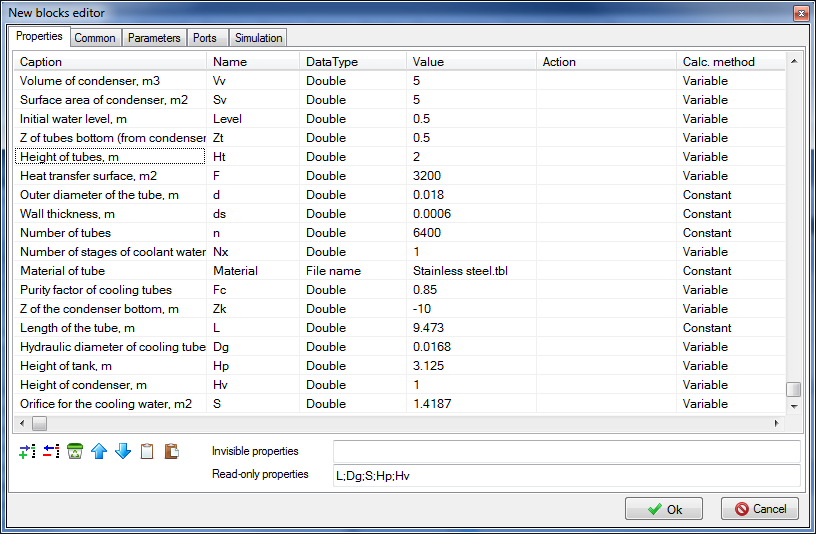 New blocks editor
Properties Common Parameters Ports Simulation
Caption Name DataType Value Action Calc. method
Volume of condenser, m3 Vv Double 5 Variable
Surface area of condenser, m2 Sv Double 5 Variable
Initial water level, m Level Double 0.5 Variable
Z of tubes bottom (from condenser Zt Double 0.5 Variable
Height of tubes, m Ht Double 2 Variable
Heat transfer surface, m2 F Double 3200 Variable
Outer diameter of the tube, m d Double 0.018 Constant
Wall thickness, m ds Double 0.0006 Constant
Number of tubes n Double 6400 Constant
Number of stages of coolant water Nx Double 1 Variable
Material of tube Material File name Stainless steel.tbl Constant
Purity factor of cooling tubes Fc Double 0.85 Variable
Z of the condenser bottom, m Zk Double -10 Variable
Length of the tube, m L Double 9.473 Constant
Hydraulic diameter of cooling tube Dg Double 0.0168 Variable
Height of tank, m Hp Double 3.125 Variable
Height of condenser, m Hv Double 1 Variable
Orifice for the cooling water, m2 S Double 1.4187 Variable
Invisible properties
Read-only properties L;Dg;S;Hp;Hv
Ok Cancel